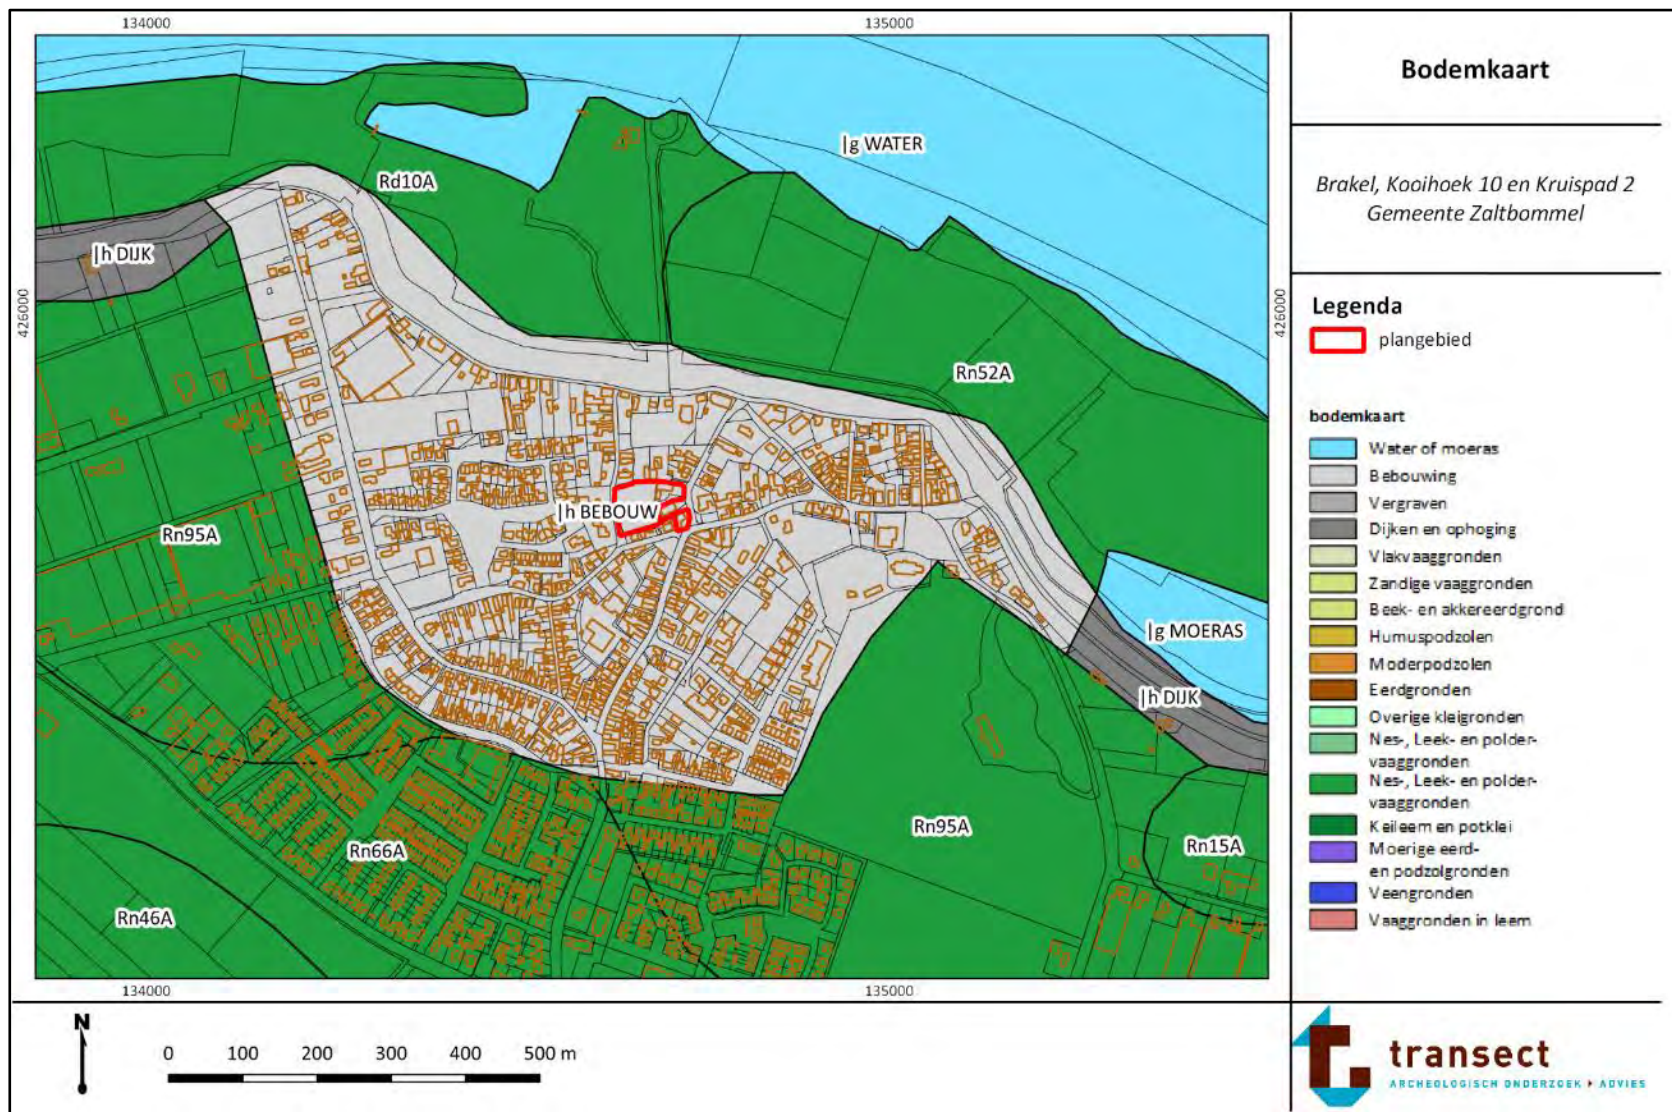 134000
135000
|g WATER
Rd10A
|h DIJK
426000
426000
Rn52A
|h BEBOUW
Rn95A
|g MOERAS
|h DIJK
Rn95A
Rn15A
Rn66A
Rn46A
134000
135000
N
0 100 200 300 400 500 m
Bodemkaart
Brakel, Kooihoek 10 en Kruispad 2
Gemeente Zaltbommel
Legenda
plangebied
bodemkaart
Water of moeras
Bebouwing
Vergraven
Dijken en ophoging
Vlakvaaggronden
Zandige vaaggronden
Beek- en akkereerdgrond
Humuspodzolen
Moderpodzolen
Eerdgronden
Overige kleigronden
Nes-, Leek- en polder-
vaaggronden
Nes-, Leek- en polder-
vaaggronden
Keileem en potklei
Moerige eerd-
en podzolgronden
Veengronden
Vaaggronden in leem
transect
ARCHEOLOGISCH ONDERZOEK ▸ ADVIES